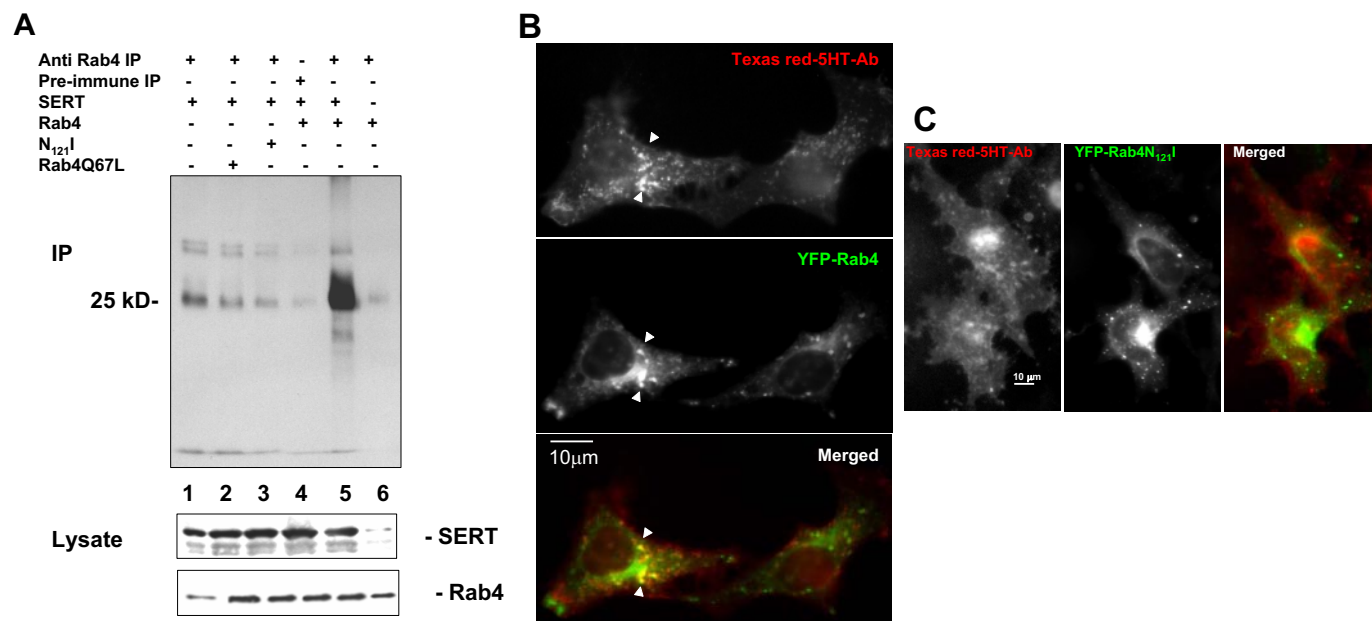 A
Anti Rab4 IP + + + - + +
Pre-immune IP - - - + - -
SERT + + + + + -
Rab4 - - - + + +
N₁₂₁I - - + - - -
Rab4Q67L - + - - - -
IP
25 kD-
1 2 3 4 5 6
Lysate
- SERT
- Rab4
B
Texas red-5HT-Ab
YFP-Rab4
10μm
Merged
C
Texas red-5HT-Ab
YFP-Rab4N₁₂₁I
Merged
10 μm